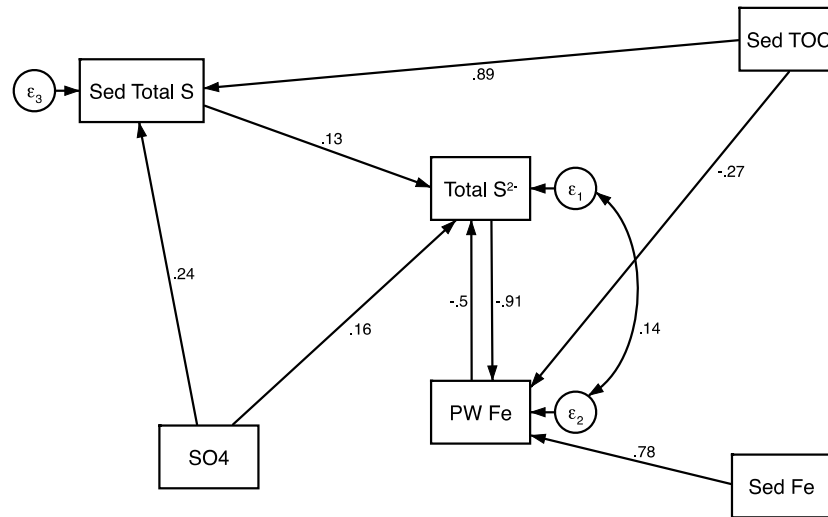 Sed TOC
.89
ε3
Sed Total S
.13
-.27
Total S²⁻
ε1
.24
-.5
-.91
.16
.14
PW Fe
ε2
SO4
.78
Sed Fe